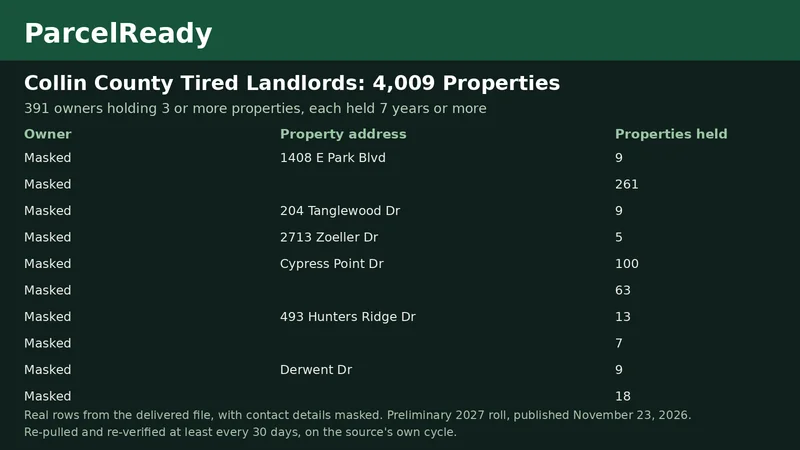 ParcelReady
Collin County Tired Landlords: 4,009 Properties
391 owners holding 3 or more properties, each held 7 years or more
Owner Property address Properties held
Masked 1408 E Park Blvd 9
Masked 261
Masked 204 Tanglewood Dr 9
Masked 2713 Zoeller Dr 5
Masked Cypress Point Dr 100
Masked 63
Masked 493 Hunters Ridge Dr 13
Masked 7
Masked Derwent Dr 9
Masked 18
Real rows from the delivered file, with contact details masked. Preliminary 2027 roll, published November 23, 2026.
Re-pulled and re-verified at least every 30 days, on the source's own cycle.